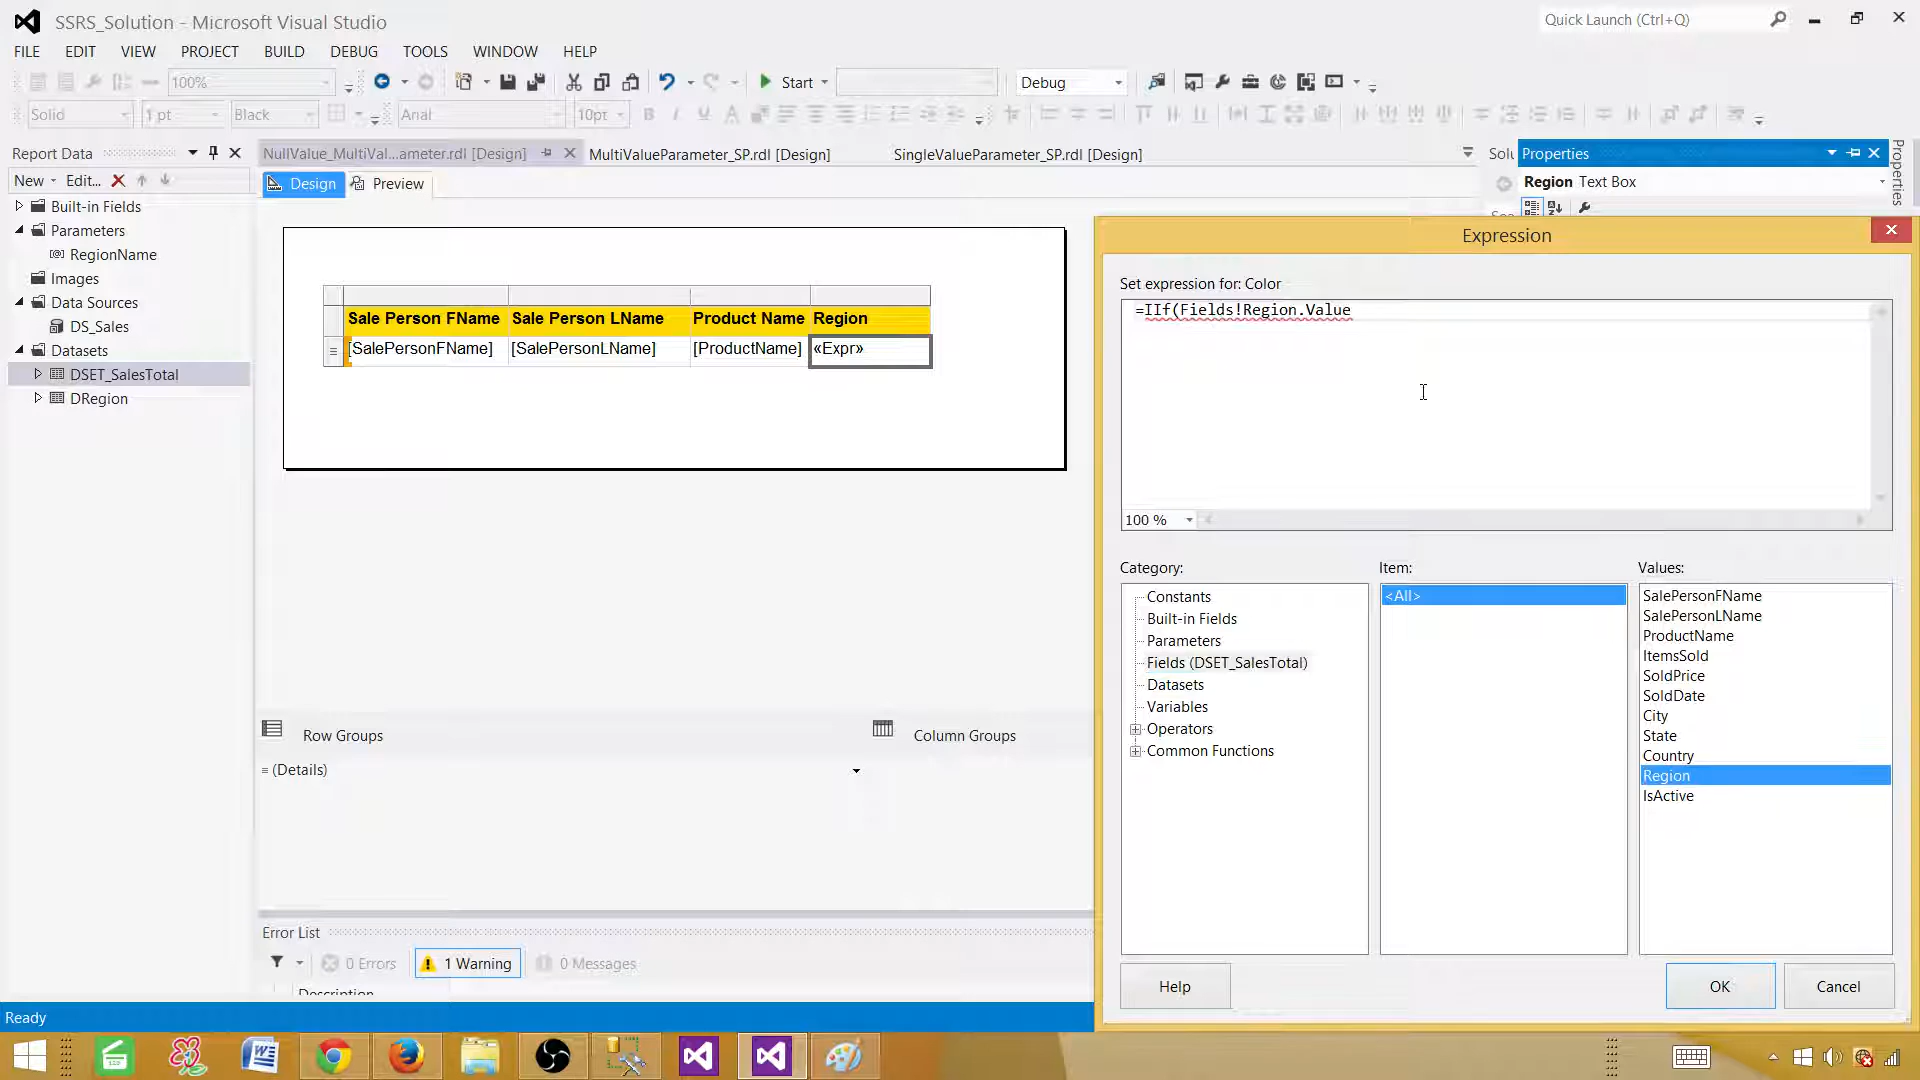 SSRS_Solution - Microsoft Visual Studio
Quick Launch (Ctrl+Q)
FILE EDIT VIEW PROJECT BUILD DEBUG TOOLS WINDOW HELP
100% Start Debug
Solid 1 pt Black Arial 10pt
Report Data
NullValue_MultiVal...ameter.rdl [Design] MultiValueParameter_SP.rdl [Design] SingleValueParameter_SP.rdl [Design]
Solu
Properties
New Edit...
Design Preview
Region Text Box
Properties
Built-in Fields
Parameters
RegionName
Images
Data Sources
DS_Sales
Datasets
DSET_SalesTotal
DRegion
Sale Person FName Sale Person LName Product Name Region
[SalePersonFName] [SalePersonLName] [ProductName] «Expr»
Row Groups Column Groups
(Details)
Error List
0 Errors 1 Warning 0 Messages
Description
Ready
Expression
Set expression for: Color
=IIf(Fields!Region.Value
100 %
Category: Item: Values:
Constants
Built-in Fields
Parameters
Fields (DSET_SalesTotal)
Datasets
Variables
Operators
Common Functions
<All>
SalePersonFName
SalePersonLName
ProductName
ItemsSold
SoldPrice
SoldDate
City
State
Country
Region
IsActive
Help OK Cancel